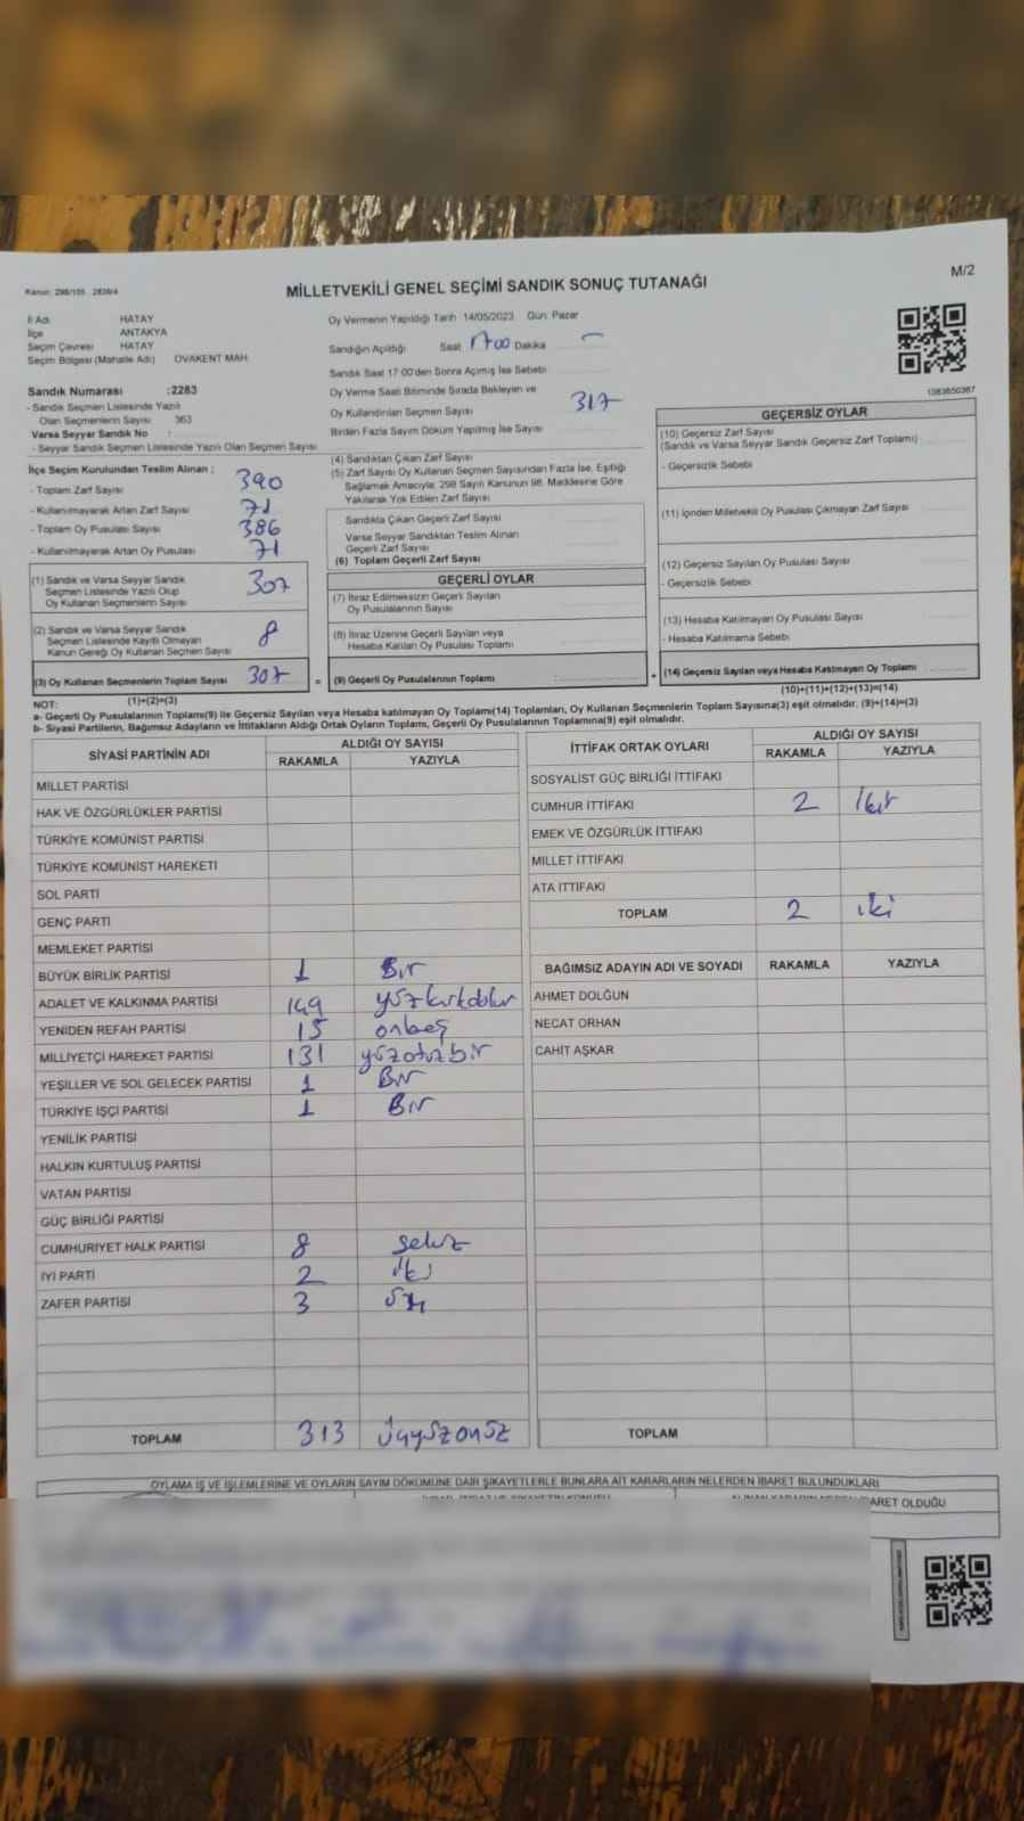 M/2
Kanun: 298/105 2839/4
MİLLETVEKİLİ GENEL SEÇİMİ SANDIK SONUÇ TUTANAĞI
İl Adı HATAY
İlçe ANTAKYA
Seçim Çevresi HATAY
Seçim Bölgesi (Mahalle Adı) OVAKENT MAH.
Sandık Numarası :2283
- Sandık Seçmen Listesinde Yazılı
Olan Seçmenlerin Sayısı 363
Varsa Seyyar Sandık No :
- Seyyar Sandık Seçmen Listesinde Yazılı Olan Seçmen Sayısı
Oy Vermenin Yapıldığı Tarih 14/05/2023 Gün: Pazar
Sandığın Açıldığı Saat 1700 Dakika
Sandık Saat 17:00'den Sonra Açılmış İse Sebebi
Oy Verme Saati Bitiminde Sırada Bekleyen ve
Oy Kullandırılan Seçmen Sayısı 317
Birden Fazla Sayım Döküm Yapılmış İse Sayısı
1083650367
İlçe Seçim Kurulundan Teslim Alınan :
- Toplam Zarf Sayısı 390
- Kullanılmayarak Artan Zarf Sayısı 71
- Toplam Oy Pusulası Sayısı 386
- Kullanılmayarak Artan Oy Pusulası 71
(1) Sandık ve Varsa Seyyar Sandık
Seçmen Listesinde Yazılı Olup
Oy Kullanan Seçmenlerin Sayısı 307
(2) Sandık ve Varsa Seyyar Sandık
Seçmen Listesinde Kayıtlı Olmayan
Kanun Gereği Oy Kullanan Seçmen Sayısı 8
(3) Oy Kullanan Seçmenlerin Toplam Sayısı 307
(1)+(2)=(3)
(4) Sandıktan Çıkan Zarf Sayısı
(5) Zarf Sayısı Oy Kullanan Seçmen Sayısından Fazla İse, Eşitliği
Sağlamak Amacıyla; 298 Sayılı Kanunun 98. Maddesine Göre
Yakılarak Yok Edilen Zarf Sayısı
Sandıkta Çıkan Geçerli Zarf Sayısı
Varsa Seyyar Sandıktan Teslim Alınan
Geçerli Zarf Sayısı
(6) Toplam Geçerli Zarf Sayısı
GEÇERLİ OYLAR
(7) İtiraz Edilmeksizin Geçerli Sayılan
Oy Pusulalarının Sayısı
(8) İtiraz Üzerine Geçerli Sayılan veya
Hesaba Katılan Oy Pusulası Toplamı
= (9) Geçerli Oy Pusulalarının Toplamı :
GEÇERSİZ OYLAR
(10) Geçersiz Zarf Sayısı
(Sandık ve Varsa Seyyar Sandık Geçersiz Zarf Toplamı)
- Geçersizlik Sebebi
(11) İçinden Milletvekili Oy Pusulası Çıkmayan Zarf Sayısı
(12) Geçersiz Sayılan Oy Pusulası Sayısı
- Geçersizlik Sebebi
(13) Hesaba Katılmayan Oy Pusulası Sayısı
- Hesaba Katılmama Sebebi
+ (14) Geçersiz Sayılan veya Hesaba Katılmayan Oy Toplamı
(10)+(11)+(12)+(13)=(14)
NOT:
a- Geçerli Oy Pusulalarının Toplamı(9) ile Geçersiz Sayılan veya Hesaba katılmayan Oy Toplamı(14) Toplamları, Oy Kullanan Seçmenlerin Toplam Sayısına(3) eşit olmalıdır. (9)+(14)=(3)
b- Siyasi Partilerin, Bağımsız Adayların ve İttifakların Aldığı Ortak Oyların Toplamı, Geçerli Oy Pusulalarının Toplamına(9) eşit olmalıdır.
SİYASİ PARTİNİN ADI ALDIĞI OY SAYISI
RAKAMLA YAZIYLA
MİLLET PARTİSİ
HAK VE ÖZGÜRLÜKLER PARTİSİ
TÜRKİYE KOMÜNİST PARTİSİ
TÜRKİYE KOMÜNİST HAREKETİ
SOL PARTİ
GENÇ PARTİ
MEMLEKET PARTİSİ
BÜYÜK BİRLİK PARTİSİ 1 Bir
ADALET VE KALKINMA PARTİSİ 149 yüzkırkdokuz
YENİDEN REFAH PARTİSİ 15 onbeş
MİLLİYETÇİ HAREKET PARTİSİ 131 yüzotuzbir
YEŞİLLER VE SOL GELECEK PARTİSİ 1 Bir
TÜRKİYE İŞÇİ PARTİSİ 1 Bir
YENİLİK PARTİSİ
HALKIN KURTULUŞ PARTİSİ
VATAN PARTİSİ
GÜÇ BİRLİĞİ PARTİSİ
CUMHURİYET HALK PARTİSİ 8 sekiz
İYİ PARTİ 2 iki
ZAFER PARTİSİ 3 üç
TOPLAM 313 üçyüzonüç
İTTİFAK ORTAK OYLARI ALDIĞI OY SAYISI
RAKAMLA YAZIYLA
SOSYALİST GÜÇ BİRLİĞİ İTTİFAKI
CUMHUR İTTİFAKI 2 İki
EMEK VE ÖZGÜRLÜK İTTİFAKI
MİLLET İTTİFAKI
ATA İTTİFAKI
TOPLAM 2 iki
BAĞIMSIZ ADAYIN ADI VE SOYADI RAKAMLA YAZIYLA
AHMET DOLĞUN
NECAT ORHAN
CAHİT AŞKAR
TOPLAM
OYLAMA İŞ VE İŞLEMLERİNE VE OYLARIN SAYIM DÖKÜMÜNE DAİR ŞİKAYETLERLE BUNLARA AİT KARARLARIN NELERDEN İBARET BULUNDUKLARI
İBARET OLDUĞU